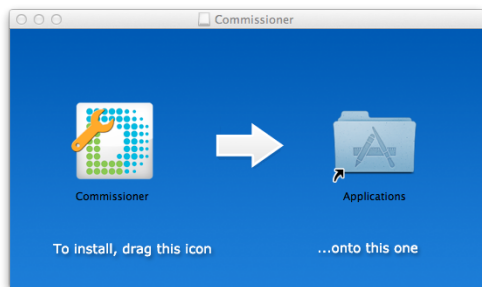 Commissioner
Commissioner
Applications
To install, drag this icon
...onto this one